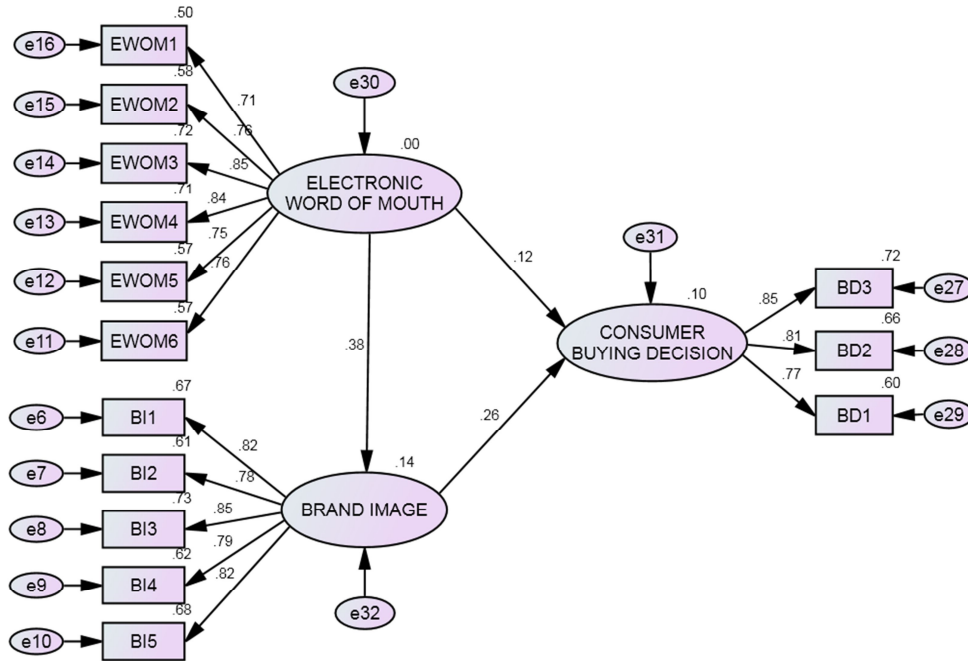 .50
e16
EWOM1
.58
e15
EWOM2
.72
e14
EWOM3
.71
e13
EWOM4
.57
e12
EWOM5
.57
e11
EWOM6
.71
.76
.85
.84
.75
.76
e30
.00
ELECTRONIC
WORD OF MOUTH
.12
.38
.67
e6
BI1
.61
e7
BI2
.73
e8
BI3
.62
e9
BI4
.68
e10
BI5
.82
.78
.85
.79
.82
.14
BRAND IMAGE
e32
.26
e31
.10
CONSUMER
BUYING DECISION
.85
.81
.77
.72
BD3
e27
.66
BD2
e28
.60
BD1
e29